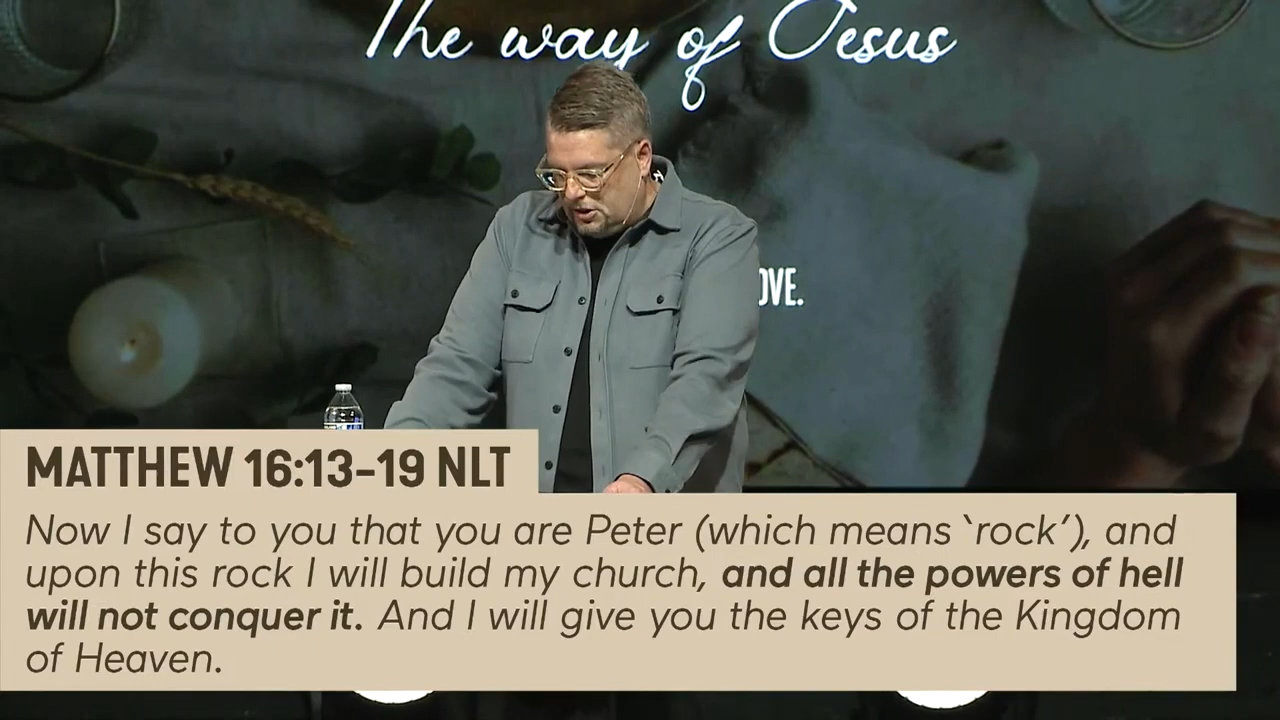 The way of Jesus
OVE.
MATTHEW 16:13-19 NLT
Now I say to you that you are Peter (which means `rock’), and
upon this rock I will build my church, and all the powers of hell
will not conquer it. And I will give you the keys of the Kingdom
of Heaven.